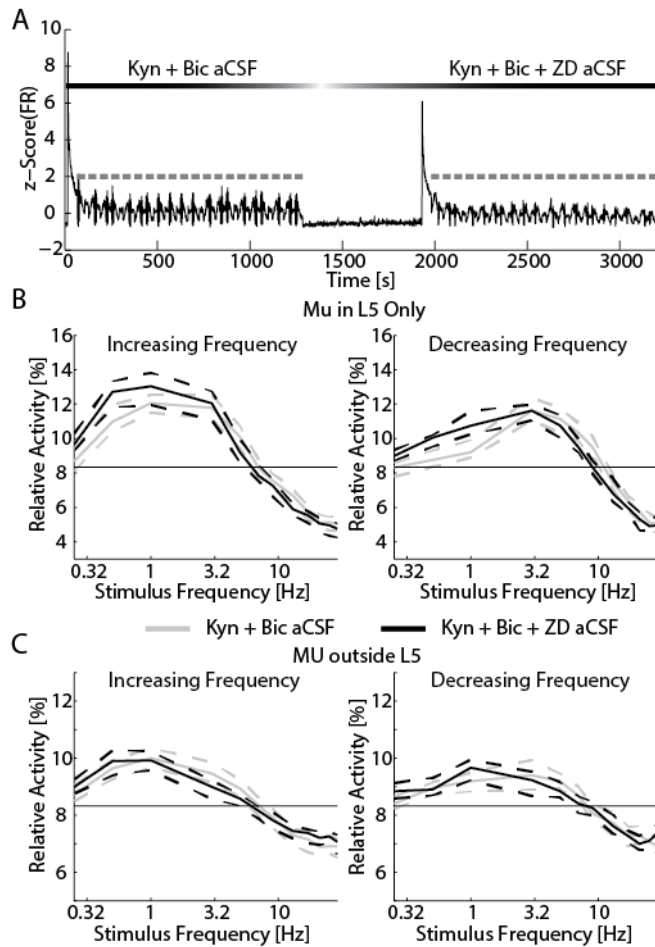 A
z-Score(FR)
10
8
6
4
2
0
−2
Kyn + Bic aCSF
Kyn + Bic + ZD aCSF
0
500
1000
1500
2000
2500
3000
Time [s]
B
Mu in L5 Only
Relative Activity [%]
16
14
12
10
8
6
4
Increasing Frequency
0.32
1
3.2
10
Stimulus Frequency [Hz]
Relative Activity [%]
16
14
12
10
8
6
4
Decreasing Frequency
0.32
1
3.2
10
Stimulus Frequency [Hz]
Kyn + Bic aCSF
Kyn + Bic + ZD aCSF
C
MU outside L5
Relative Activity [%]
12
10
8
6
Increasing Frequency
0.32
1
3.2
10
Stimulus Frequency [Hz]
Relative Activity [%]
12
10
8
6
Decreasing Frequency
0.32
1
3.2
10
Stimulus Frequency [Hz]